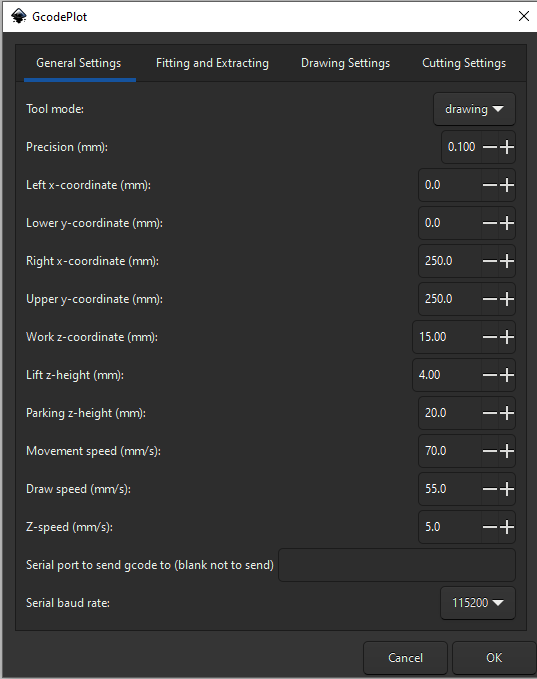 GcodePlot
General Settings Fitting and Extracting Drawing Settings Cutting Settings
Tool mode: drawing
Precision (mm): 0.100
Left x-coordinate (mm): 0.0
Lower y-coordinate (mm): 0.0
Right x-coordinate (mm): 250.0
Upper y-coordinate (mm): 250.0
Work z-coordinate (mm): 15.00
Lift z-height (mm): 4.00
Parking z-height (mm): 20.0
Movement speed (mm/s): 70.0
Draw speed (mm/s): 55.0
Z-speed (mm/s): 5.0
Serial port to send gcode to (blank not to send)
Serial baud rate: 115200
Cancel OK